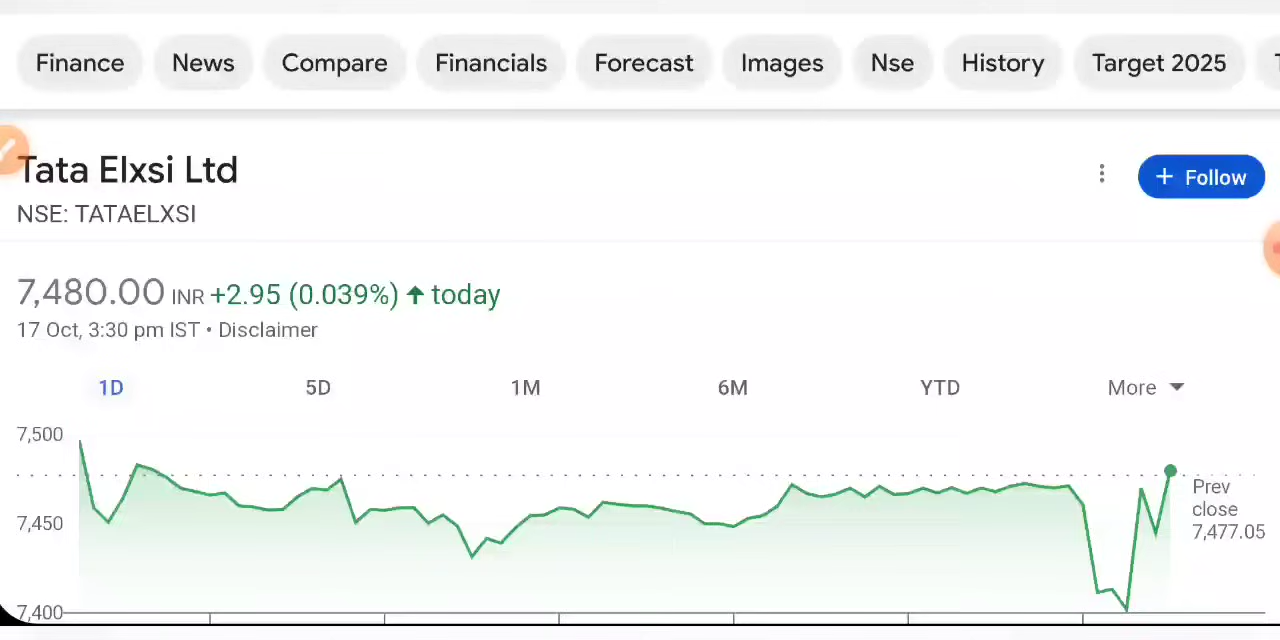 Finance News Compare Financials Forecast Images Nse History Target 2025
Tata Elxsi Ltd
+ Follow
NSE: TATAELXSI
7,480.00 INR +2.95 (0.039%) ↑ today
17 Oct, 3:30 pm IST • Disclaimer
1D 5D 1M 6M YTD More
7,500
7,450
7,400
Prev
close
7,477.05